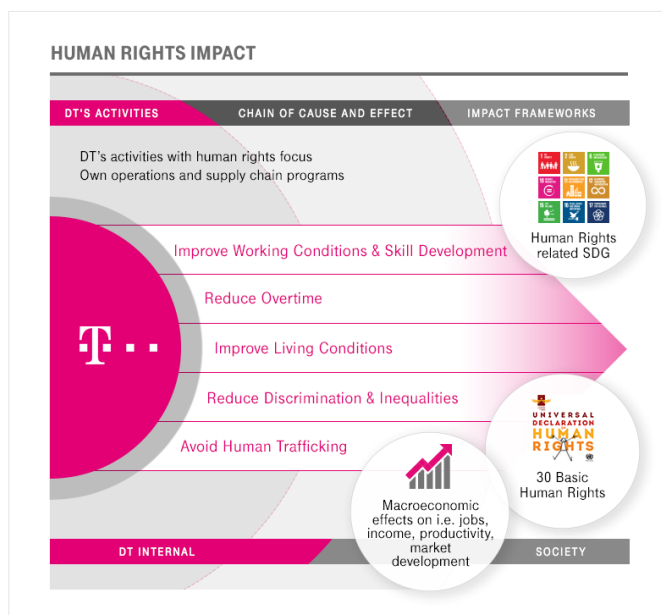 HUMAN RIGHTS IMPACT
DT'S ACTIVITIES
CHAIN OF CAUSE AND EFFECT
IMPACT FRAMEWORKS
DT's activities with human rights focus
Own operations and supply chain programs
Human Rights
related SDG
Improve Working Conditions & Skill Development
Reduce Overtime
T
Improve Living Conditions
Reduce Discrimination & Inequalities
Avoid Human Trafficking
UNIVERSAL
DECLARATION
OF HUMAN
RIGHTS
30 Basic
Human Rights
Macroeconomic
effects on i.e. jobs,
income, productivity,
market
development
DT INTERNAL
SOCIETY